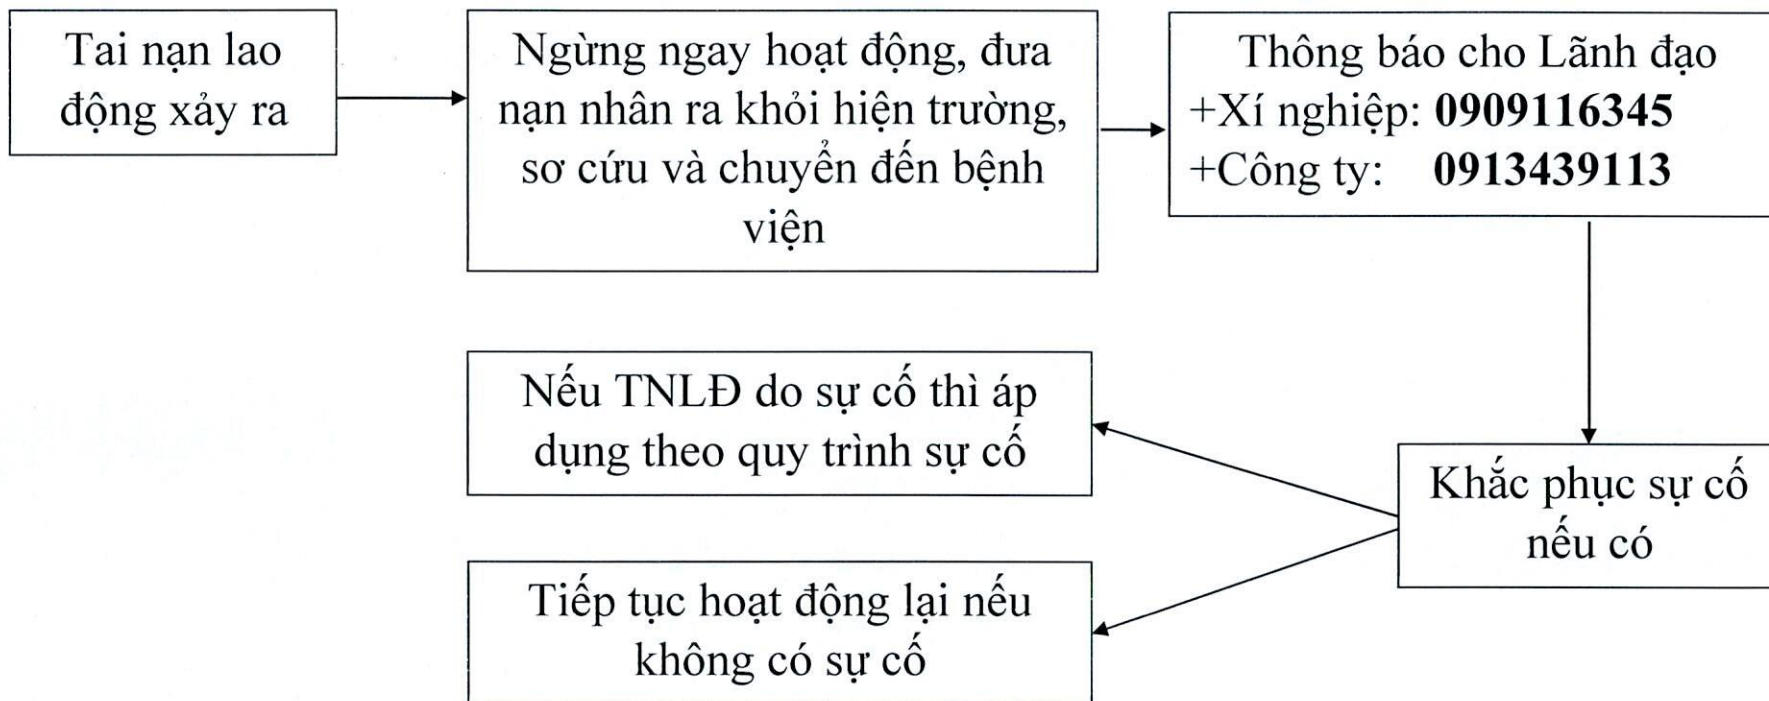 Tai nạn lao
động xảy ra
Ngừng ngay hoạt động, đưa
nạn nhân ra khỏi hiện trường,
sơ cứu và chuyển đến bệnh
viện
Thông báo cho Lãnh đạo
+Xí nghiệp: 0909116345
+Công ty: 0913439113
Khắc phục sự cố
nếu có
Nếu TNLĐ do sự cố thì áp
dụng theo quy trình sự cố
Tiếp tục hoạt động lại nếu
không có sự cố